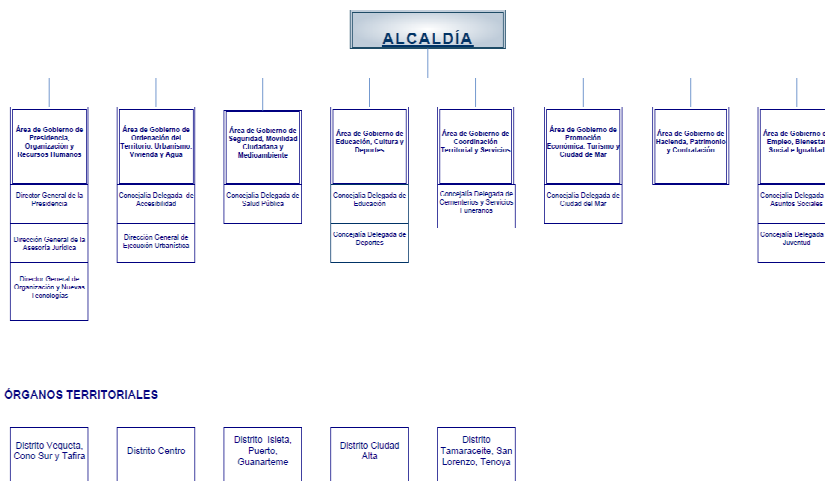 ALCALDÍA
Área de Gobierno de
Presidencia,
Organización y
Recursos Humanos
Área de Gobierno de
Ordenación del
Territorio, Urbanismo,
Vivienda y Agua
Área de Gobierno de
Seguridad, Movilidad
Ciudadana y
Medioambiente
Área de Gobierno de
Educación, Cultura y
Deportes
Área de Gobierno de
Coordinación
Territorial y Servicios
Área de Gobierno de
Promoción
Económica, Turismo y
Ciudad de Mar
Área de Gobierno de
Hacienda, Patrimonio
y Contratación
Área de Gobierno d
Empleo, Bienesta
Social e Igualdad
Director General de la
Presidencia
Concejalía Delegada de
Accesibilidad
Concejalía Delegada de
Salud Pública
Concejalía Delegada de
Educación
Concejalía Delegada de
Cementerios y Servicios
Funerarios
Concejalía Delegada de
Ciudad del Mar
Concejalía Delegada
Asuntos Sociales
Dirección General de la
Asesoría Jurídica
Dirección General de
Ejecución Urbanística
Concejalía Delegada de
Deportes
Concejalía Delegada
Juventud
Director General de
Organización y Nuevas
Tecnologías
ÓRGANOS TERRITORIALES
Distrito Vegueta,
Cono Sur y Tafira
Distrito Centro
Distrito Isleta,
Puerto,
Guanarteme
Distrito Ciudad
Alta
Distrito
Tamaraceite, San
Lorenzo, Tenoya